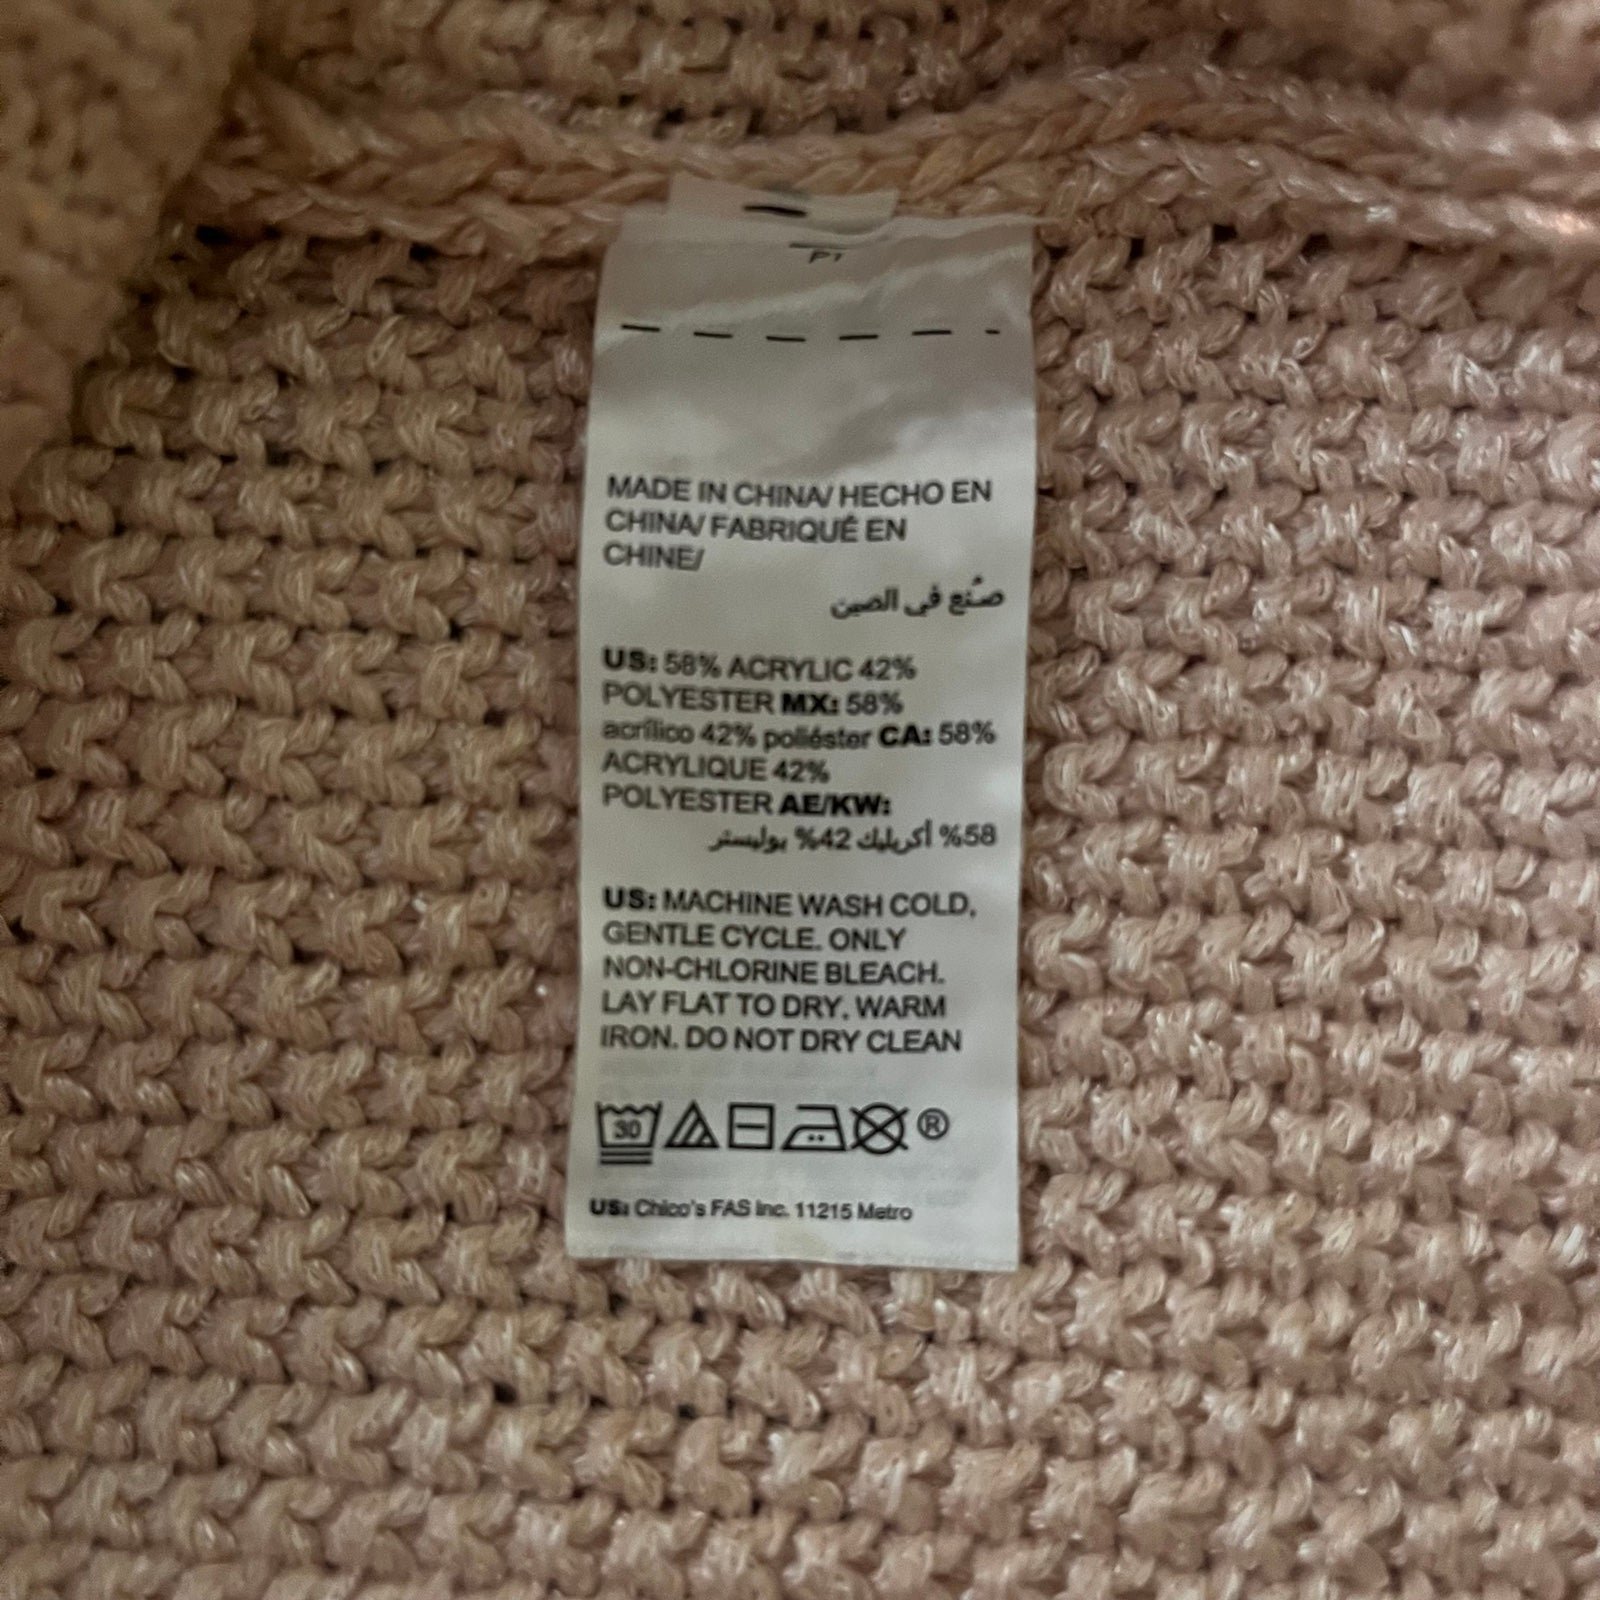 P1
MADE IN CHINA/ HECHO EN
CHINA/ FABRIQUÉ EN
CHINE/
صُنع في الصين
US: 58% ACRYLIC 42%
POLYESTER MX: 58%
acrílico 42% poliéster CA: 58%
ACRYLIQUE 42%
POLYESTER AE/KW:
58% أكريليك 42% بوليستر
US: MACHINE WASH COLD,
GENTLE CYCLE. ONLY
NON-CHLORINE BLEACH.
LAY FLAT TO DRY. WARM
IRON. DO NOT DRY CLEAN
30 ®
US: Chico's FAS Inc. 11215 Metro